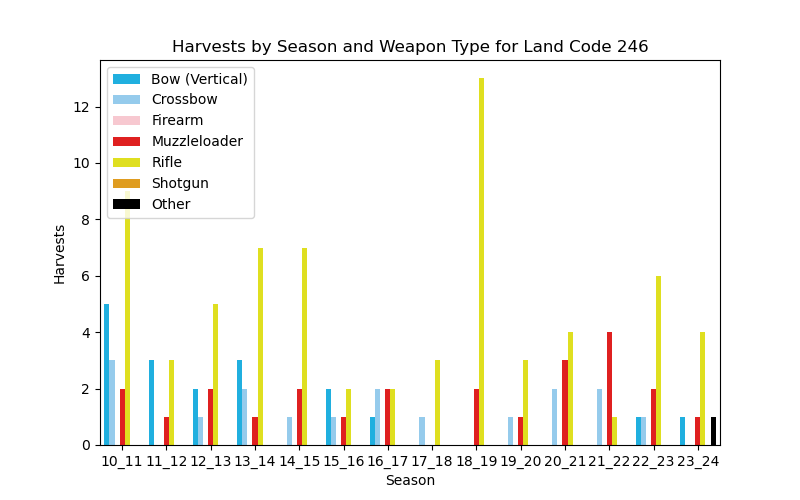 Harvests by Season and Weapon Type for Land Code 246
Bow (Vertical)
Crossbow
Firearm
Muzzleloader
Rifle
Shotgun
Other
12
10
8
6
4
2
0
Harvests
10_11 11_12 12_13 13_14 14_15 15_16 16_17 17_18 18_19 19_20 20_21 21_22 22_23 23_24
Season